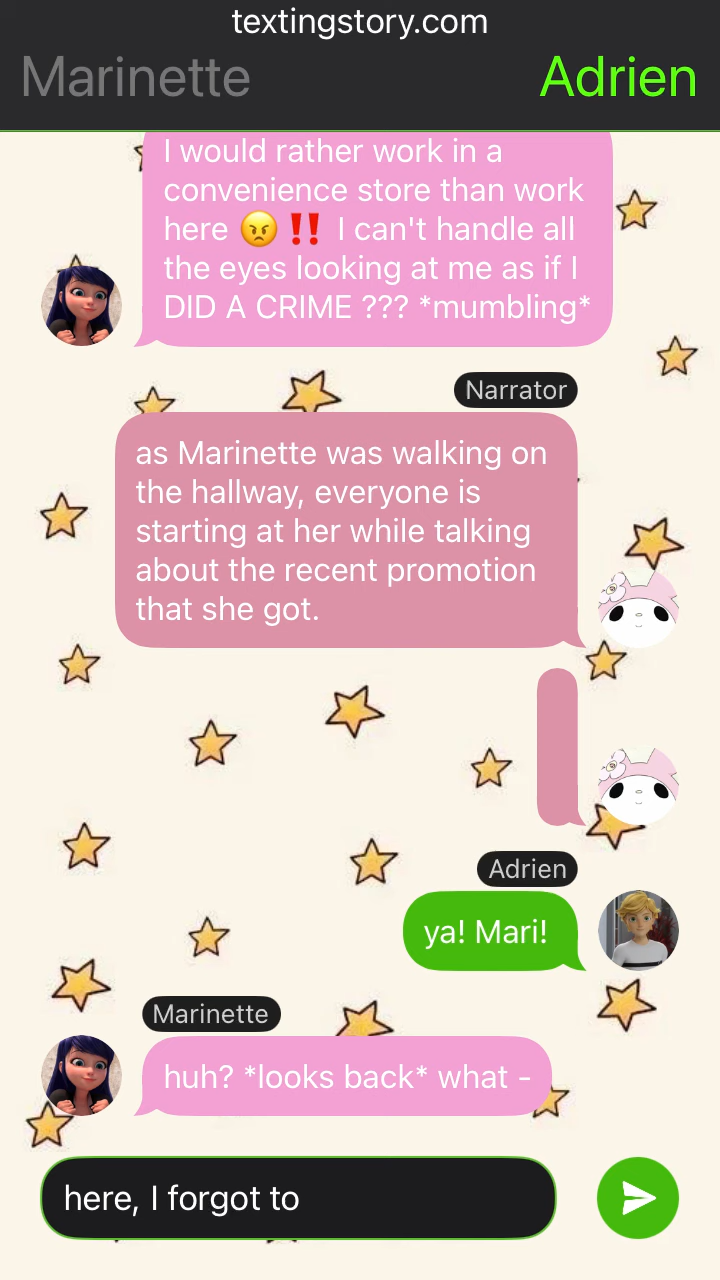 textingstory.com
Marinette
Adrien
I would rather work in a
convenience store than work
here 😠 ‼️ I can't handle all
the eyes looking at me as if I
DID A CRIME ??? *mumbling*
Narrator
as Marinette was walking on
the hallway, everyone is
starting at her while talking
about the recent promotion
that she got.
Adrien
ya! Mari!
Marinette
huh? *looks back* what -
here, I forgot to